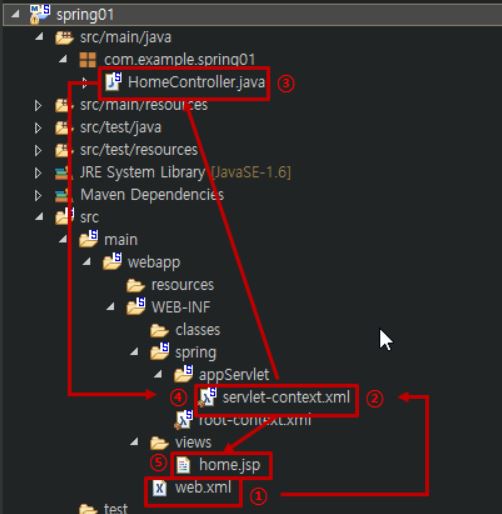 spring01
src/main/java
com.example.spring01
HomeController.java ③
src/main/resources
src/test/java
src/test/resources
JRE System Library [JavaSE-1.6]
Maven Dependencies
src
main
webapp
resources
WEB-INF
classes
spring
appServlet
④ servlet-context.xml ②
root-context.xml
views
⑤ home.jsp
web.xml ①
test